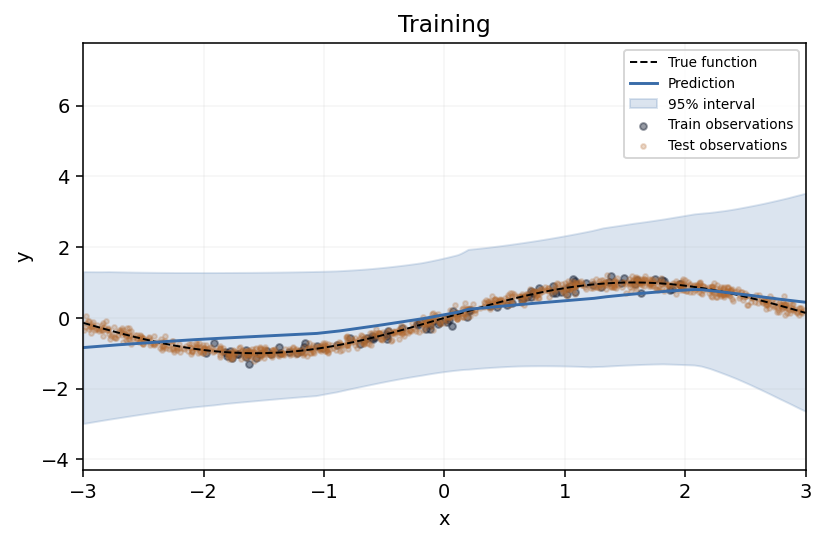 Training
True function
Prediction
95% interval
Train observations
Test observations
6
4
2
0
−2
−4
y
−3
−2
−1
0
1
2
3
x